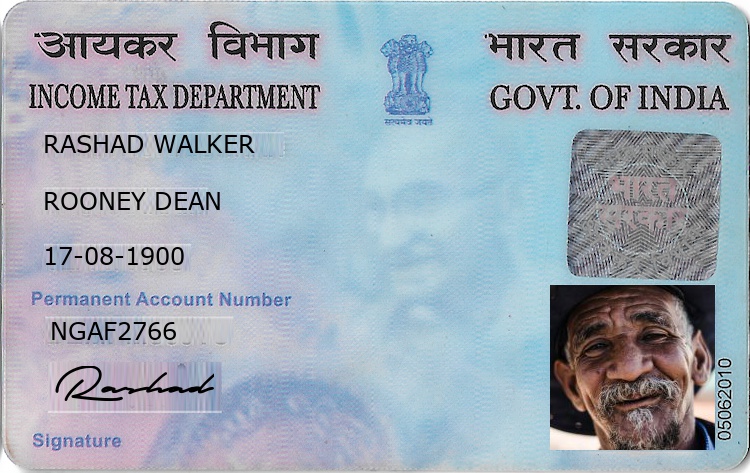 आयकर विभाग
भारत सरकार
INCOME TAX DEPARTMENT
GOVT. OF INDIA
सत्यमेव जयते
RASHAD WALKER
ROONEY DEAN
17-08-1900
भारत
सरकार
Permanent Account Number
NGAF2766
Rashad
Signature
05062010